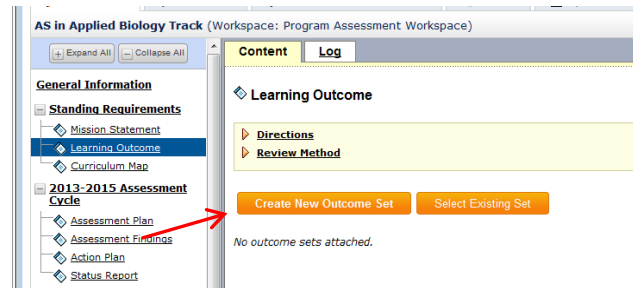 AS in Applied Biology Track (Workspace: Program Assessment Workspace)
Expand All Collapse All
Content Log
General Information
Standing Requirements
Mission Statement
Learning Outcome
Curriculum Map
2013-2015 Assessment
Cycle
Assessment Plan
Assessment Findings
Action Plan
Status Report
Learning Outcome
Directions
Review Method
Create New Outcome Set Select Existing Set
No outcome sets attached.